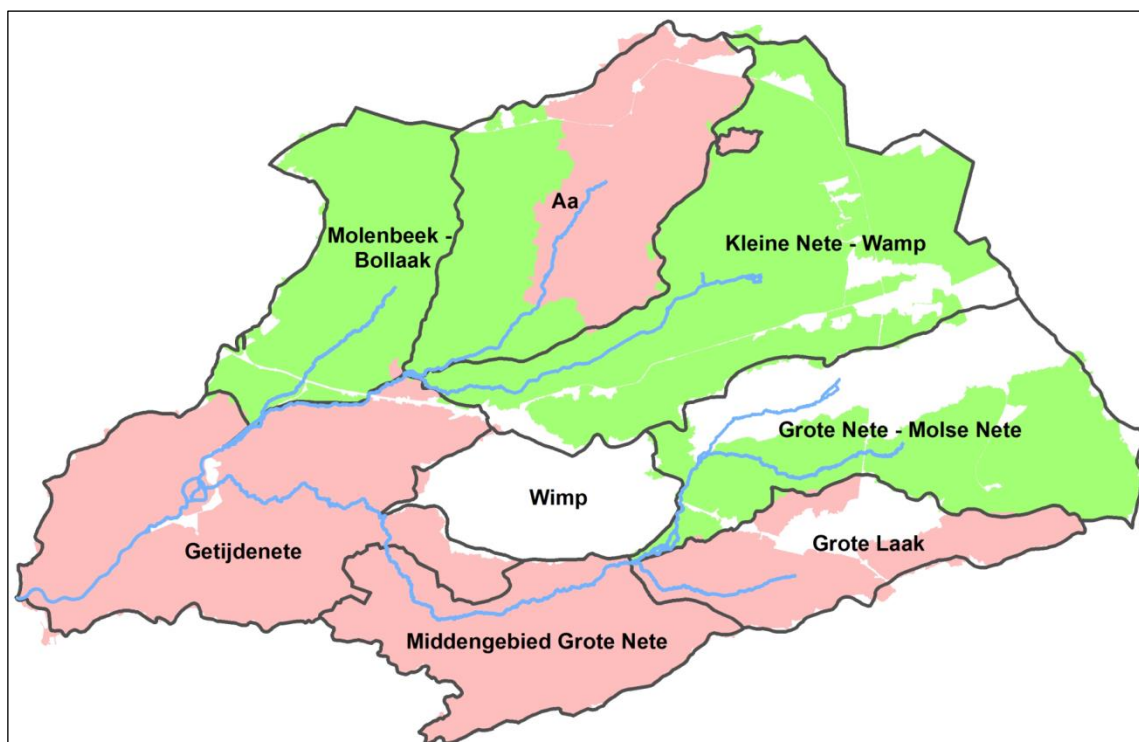 Aa
Molenbeek -
Bollaak
Kleine Nete - Wamp
Grote Nete - Molse Nete
Wimp
Grote Laak
Getijdenete
Middengebied Grote Nete